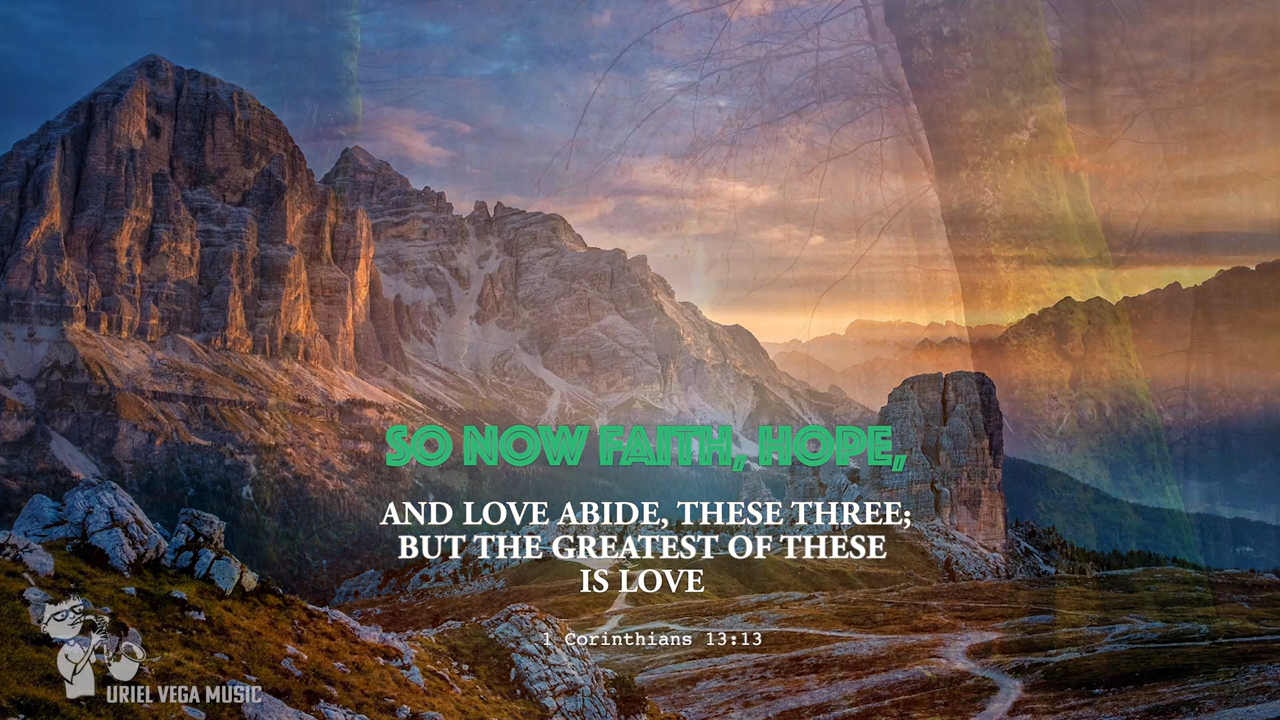 SO NOW FAITH, HOPE,
AND LOVE ABIDE, THESE THREE;
BUT THE GREATEST OF THESE
IS LOVE
1 Corinthians 13:13
URIEL VEGA MUSIC